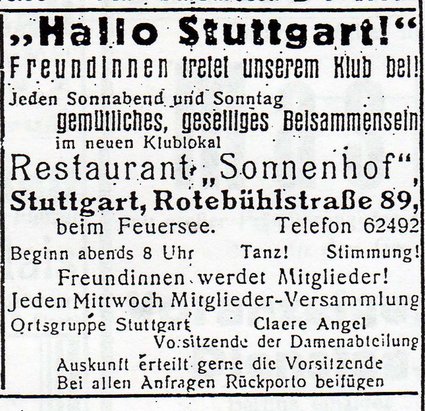 „Hallo Stuttgart!“
Freundinnen tretet unserem Klub bei!
Jeden Sonnabend und Sonntag
gemütliches, geselliges Beisammensein
im neuen Klublokal
Restaurant „Sonnenhof“,
Stuttgart, Rotebühlstraße 89,
beim Feuersee. Telefon 62492
Beginn abends 8 Uhr Tanz! Stimmung!
Freundinnen werdet Mitglieder!
Jeden Mittwoch Mitglieder-Versammlung
Ortsgruppe Stuttgart Claere Angel
Vorsitzende der Damenabteilung
Auskunft erteilt gerne die Vorsitzende
Bei allen Anfragen Rückporto beifügen